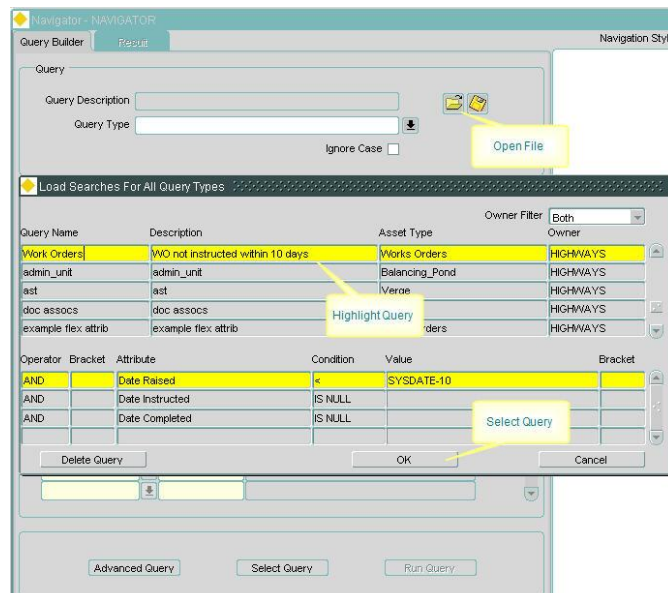 Navigator - NAVIGATOR
Query Builder Result Navigation Styl
Query
Query Description
Query Type
Ignore Case
Open File
Load Searches For All Query Types
Owner Filter Both
Query Name Description Asset Type Owner
Work Orders WO not instructed within 10 days Works Orders HIGHWAYS
admin_unit admin_unit Balancing_Pond HIGHWAYS
ast ast Verge HIGHWAYS
doc assocs doc assocs HIGHWAYS
example flex attrib example flex attrib rders HIGHWAYS
Highlight Query
Operator Bracket Attribute Condition Value Bracket
AND Date Raised < SYSDATE-10
AND Date Instructed IS NULL
AND Date Completed IS NULL
Select Query
Delete Query OK Cancel
Advanced Query Select Query Run Query